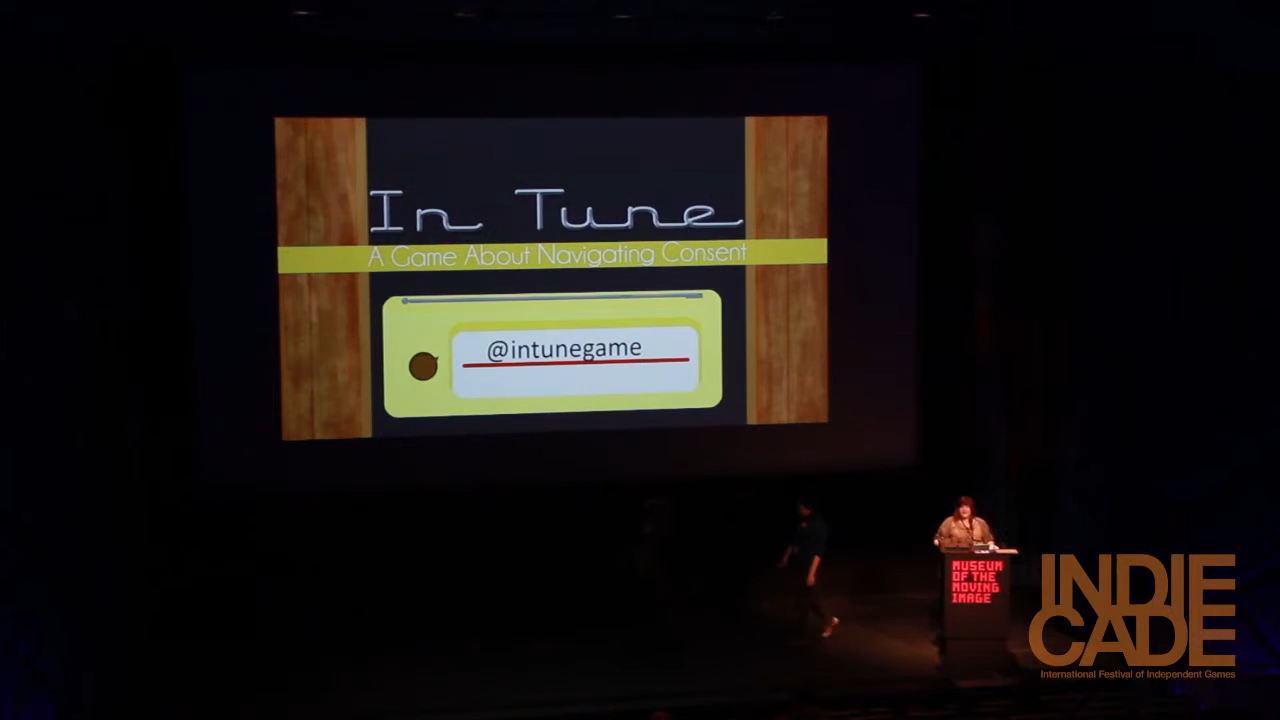 In Tune
A Game About Navigating Consent
@intunegame
MUSEUM
OF THE
MOVING
IMAGE
INDIE
CADE
International Festival of Independent Games